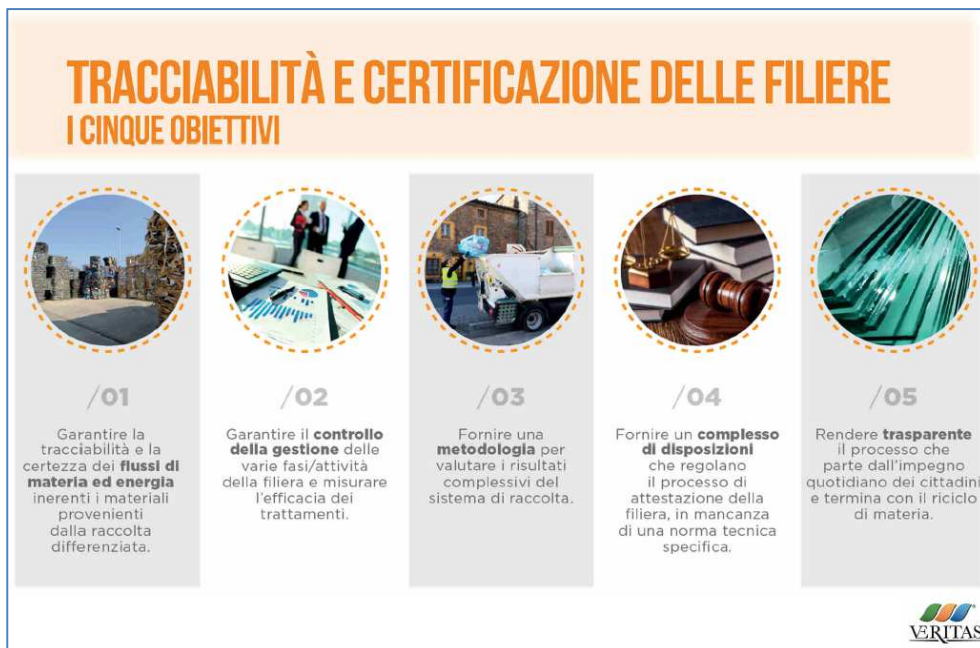 TRACCIABILITÀ E CERTIFICAZIONE DELLE FILIERE
I CINQUE OBIETTIVI
/01
Garantire la
tracciabilità e la
certezza dei flussi di
materia ed energia
inerenti i materiali
provenienti
dalla raccolta
differenziata.
/02
Garantire il controllo
della gestione delle
varie fasi/attività
della filiera e misurare
l'efficacia dei
trattamenti.
/03
Fornire una
metodologia per
valutare i risultati
complessivi del
sistema di raccolta.
/04
Fornire un complesso
di disposizioni
che regolano
il processo di
attestazione della
filiera, in mancanza
di una norma tecnica
specifica.
/05
Rendere trasparente
il processo che
parte dall'impegno
quotidiano dei cittadini
e termina con il riciclo
di materia.
VERITAS